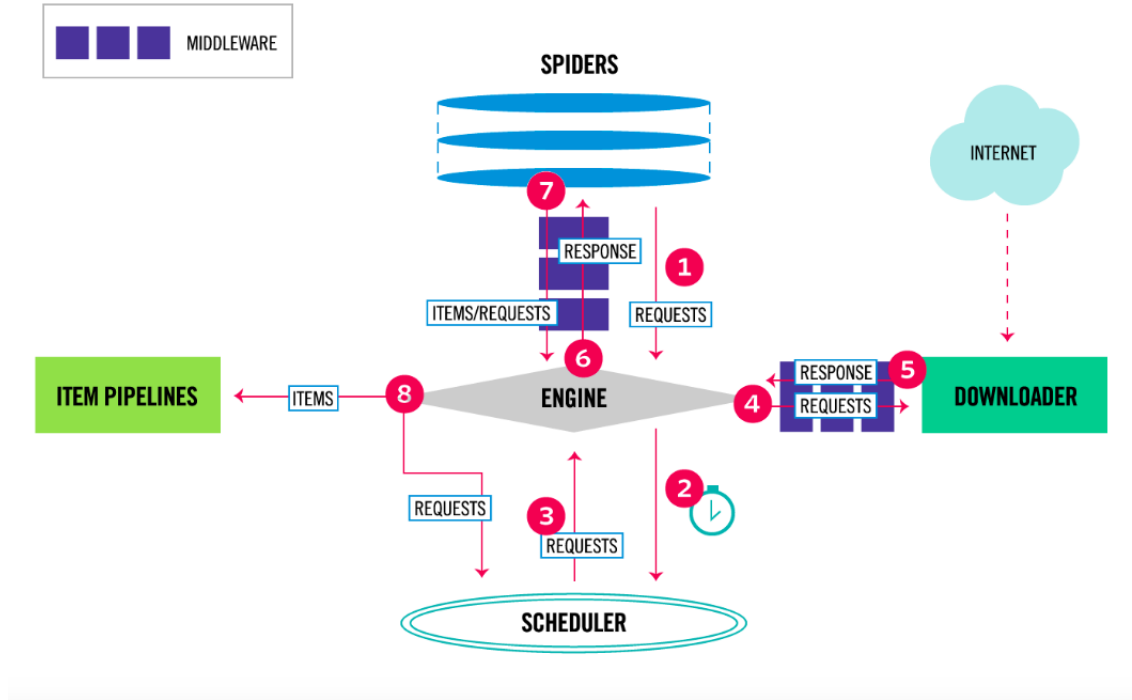 MIDDLEWARE
SPIDERS
INTERNET
7
RESPONSE
1
ITEMS/REQUESTS
REQUESTS
6
ITEM PIPELINES
ITEMS
8
ENGINE
4
RESPONSE
5
REQUESTS
DOWNLOADER
REQUESTS
3
REQUESTS
2
SCHEDULER